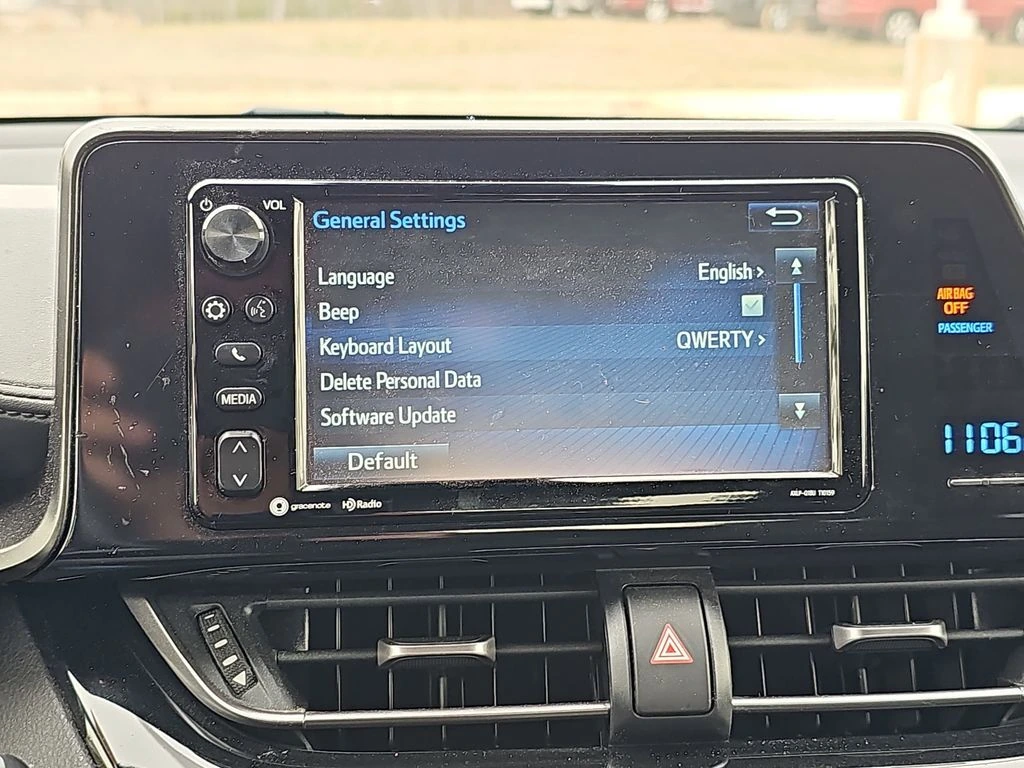 VOL
General Settings
Language English >
Beep
Keyboard Layout QWERTY >
Delete Personal Data
Software Update
Default
MEDIA
gracenote HD Radio
AIRBAG
OFF
PASSENGER
1106